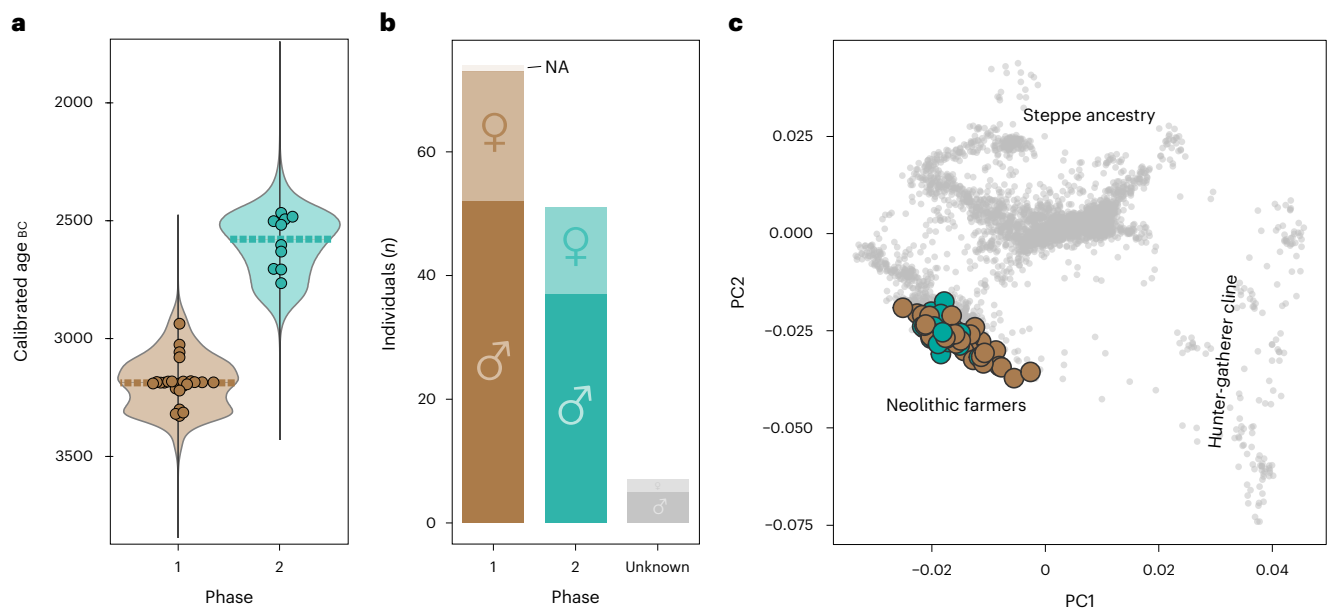 a
Calibrated age BC
2000
2500
3000
3500
1
2
Phase
b
Individuals (n)
60
40
20
0
NA
♀
♂
♀
♂
♀
♂
1
2
Unknown
Phase
c
PC2
0.025
0.000
−0.025
−0.050
−0.075
Steppe ancestry
Neolithic farmers
Hunter-gatherer cline
−0.02
0
0.02
0.04
PC1